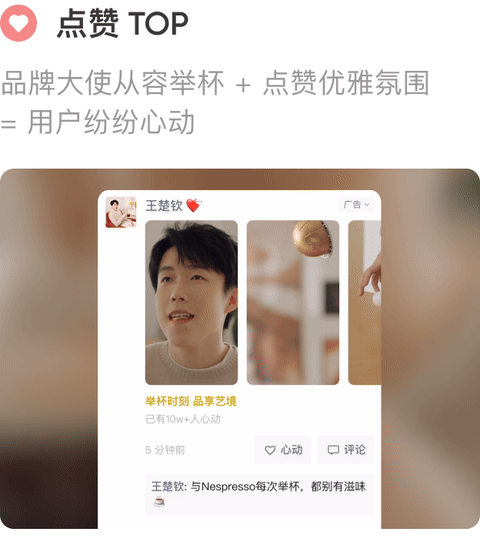 点赞 TOP
品牌大使从容举杯 + 点赞优雅氛围
= 用户纷纷心动
王楚钦
广告
举杯时刻 品享艺境
已有10w+人心动
5 分钟前
心动
评论
王楚钦: 与Nespresso每次举杯，都别有滋味